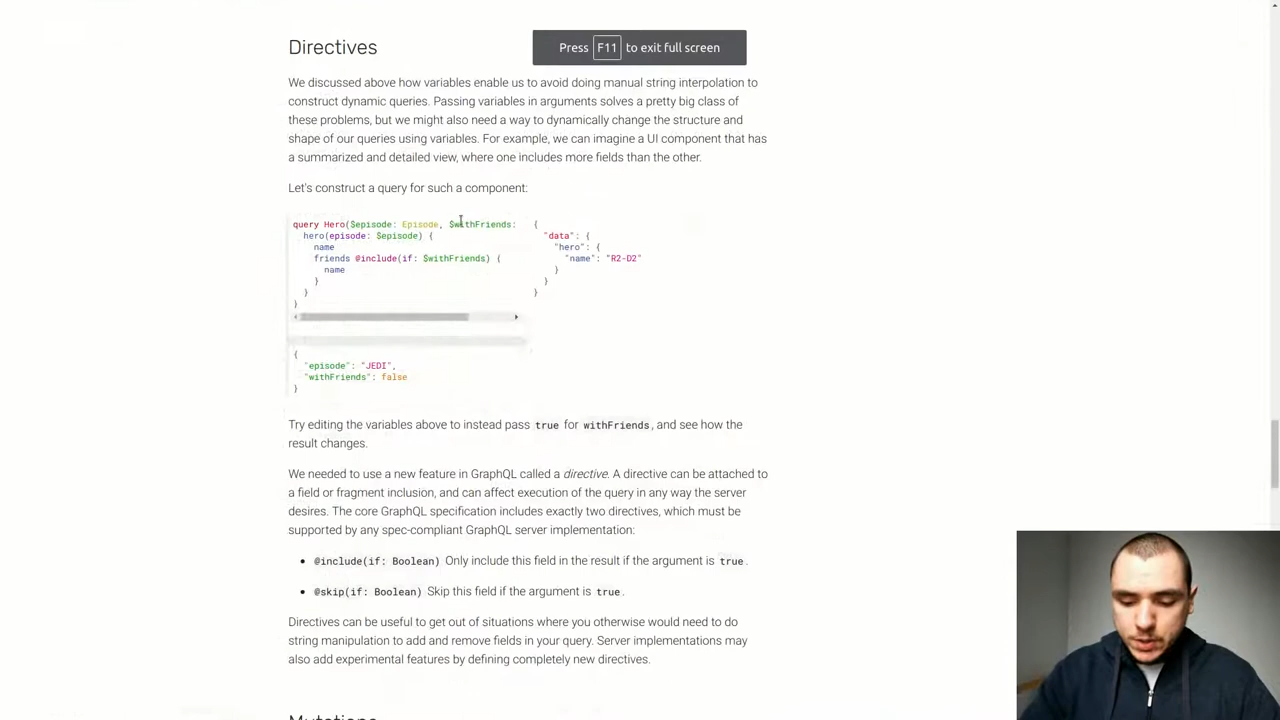 Directives
Press F11 to exit full screen
We discussed above how variables enable us to avoid doing manual string interpolation to
construct dynamic queries. Passing variables in arguments solves a pretty big class of
these problems, but we might also need a way to dynamically change the structure and
shape of our queries using variables. For example, we can imagine a UI component that has
a summarized and detailed view, where one includes more fields than the other.
Let's construct a query for such a component:
query Hero($episode: Episode, $withFriends:
hero(episode: $episode) {
name
friends @include(if: $withFriends) {
name
}
}
}
{
"data": {
"hero": {
"name": "R2-D2"
}
}
}
{
"episode": "JEDI",
"withFriends": false
}
Try editing the variables above to instead pass true for withFriends, and see how the
result changes.
We needed to use a new feature in GraphQL called a directive. A directive can be attached to
a field or fragment inclusion, and can affect execution of the query in any way the server
desires. The core GraphQL specification includes exactly two directives, which must be
supported by any spec-compliant GraphQL server implementation:
• @include(if: Boolean) Only include this field in the result if the argument is true.
• @skip(if: Boolean) Skip this field if the argument is true.
Directives can be useful to get out of situations where you otherwise would need to do
string manipulation to add and remove fields in your query. Server implementations may
also add experimental features by defining completely new directives.
Mutations